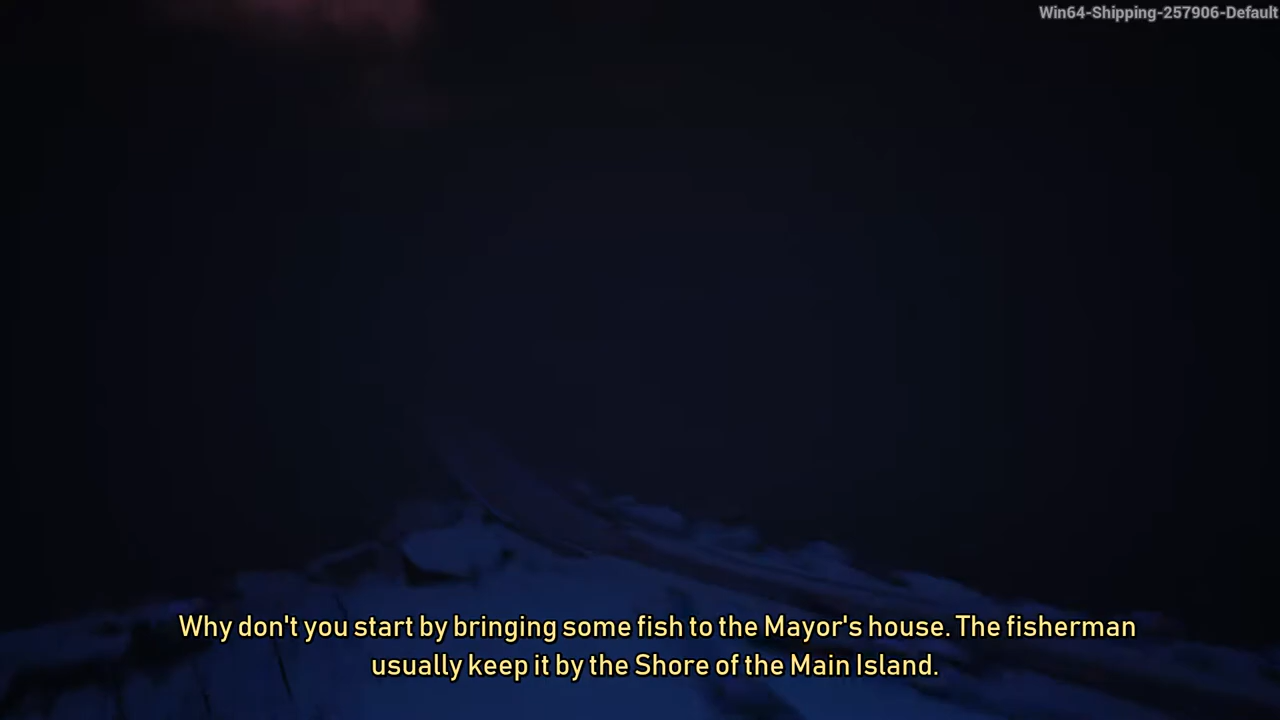 Win64-Shipping-257906-Default
Why don't you start by bringing some fish to the Mayor's house. The fisherman
usually keep it by the Shore of the Main Island.